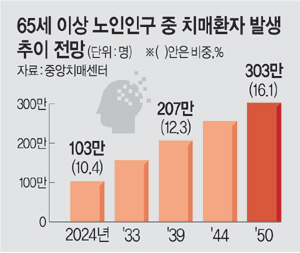 65세 이상 노인인구 중 치매환자 발생
추이 전망(단위 : 명) ※( )안은 비중,%
자료 : 중앙치매센터
303만
(16.1)
300만
207만
(12.3)
200만
103만
(10.4)
100만
0
2024년 '33 '39 '44 '50